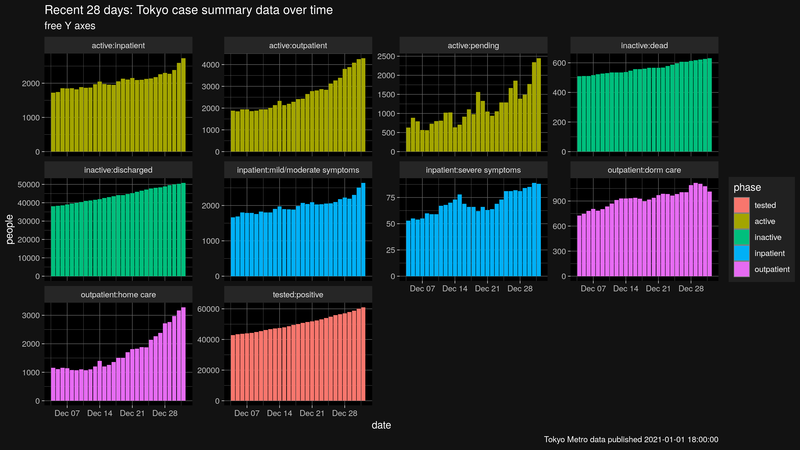 Recent 28 days: Tokyo case summary data over time
free Y axes
active:inpatient
active:outpatient
active:pending
inactive:dead
2000
1000
0
4000
3000
2000
1000
0
2500
2000
1500
1000
500
0
600
400
200
0
inactive:discharged
inpatient:mild/moderate symptoms
inpatient:severe symptoms
outpatient:dorm care
50000
40000
30000
20000
10000
0
2000
1000
0
75
50
25
0
900
600
300
0
Dec 07 Dec 14 Dec 21 Dec 28
Dec 07 Dec 14 Dec 21 Dec 28
outpatient:home care
tested:positive
3000
2000
1000
0
60000
40000
20000
0
Dec 07 Dec 14 Dec 21 Dec 28
Dec 07 Dec 14 Dec 21 Dec 28
people
date
phase
tested
active
inactive
inpatient
outpatient
Tokyo Metro data published 2021-01-01 18:00:00